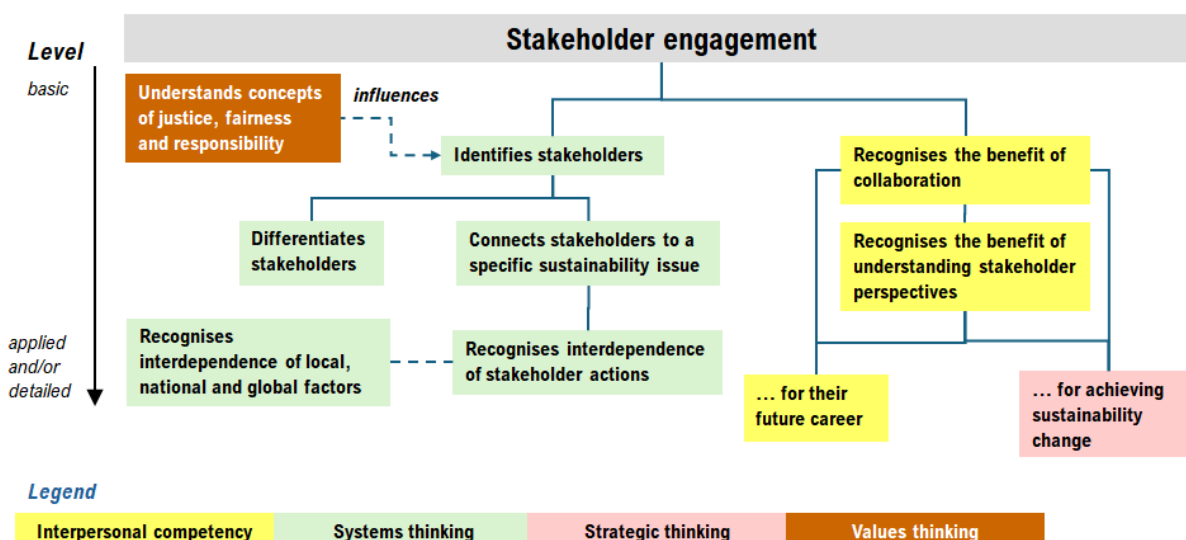 Stakeholder engagement
Level
basic
Understands concepts
of justice, fairness
and responsibility
influences
Identifies stakeholders
Recognises the benefit of
collaboration
Differentiates
stakeholders
Connects stakeholders to a
specific sustainability issue
Recognises the benefit of
understanding stakeholder
perspectives
applied
and/or
detailed
Recognises
interdependence of local,
national and global factors
Recognises interdependence
of stakeholder actions
... for their
future career
... for achieving
sustainability
change
Legend
Interpersonal competency
Systems thinking
Strategic thinking
Values thinking